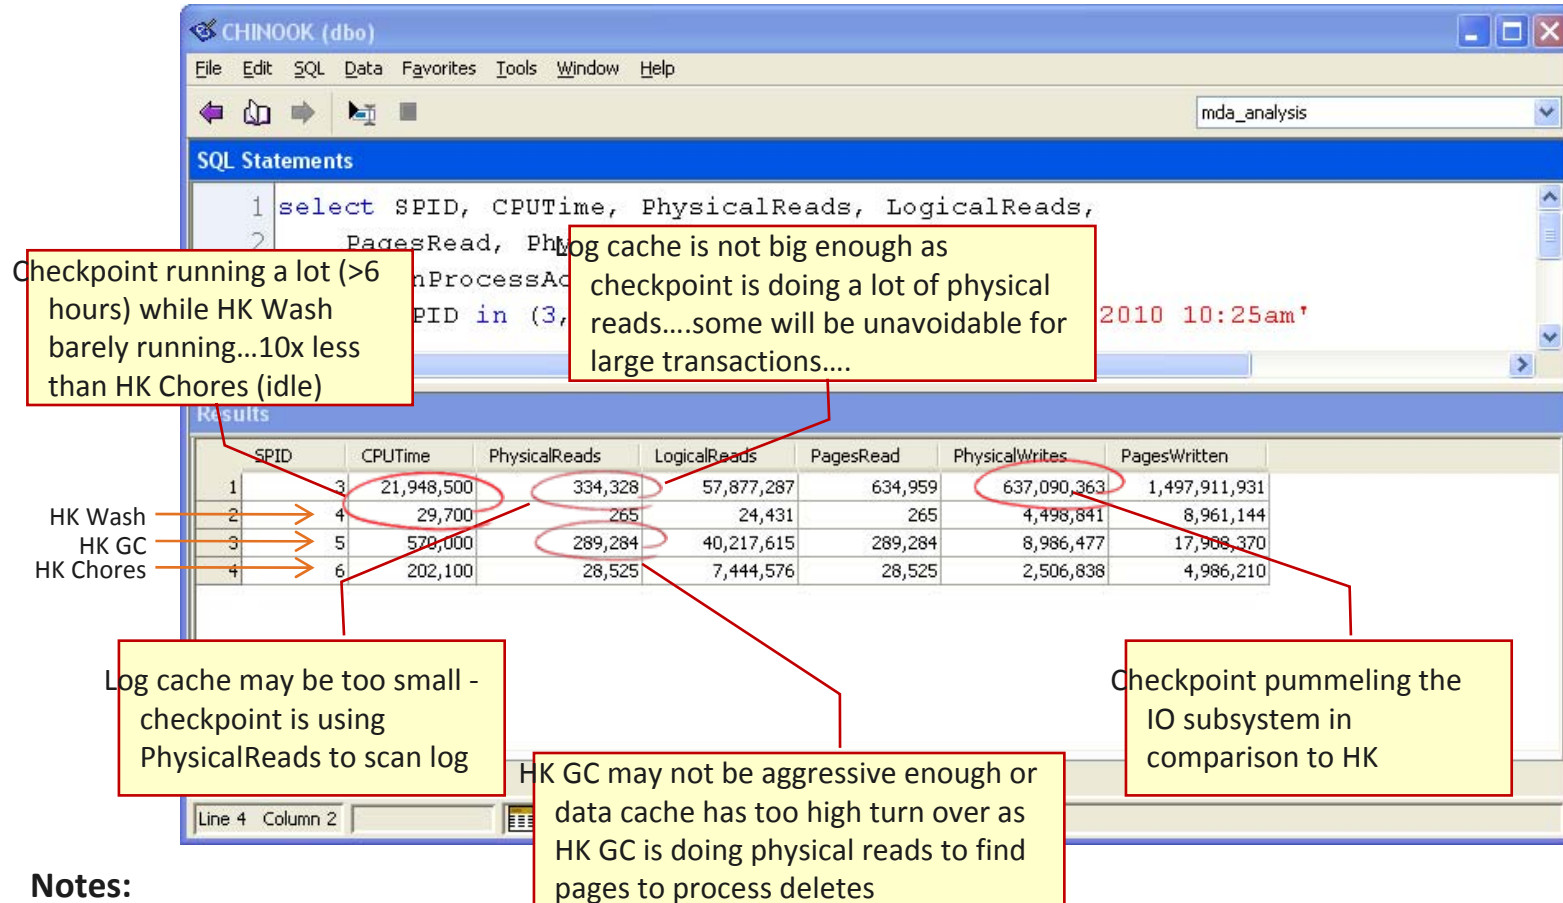 CHINOOK (dbo)
File Edit SQL Data Favorites Tools Window Help
mda_analysis
SQL Statements
1 select SPID, CPUTime, PhysicalReads, LogicalReads,
2 PagesRead,
in (3,
2010 10:25am'
Checkpoint running a lot (>6
hours) while HK Wash
barely running...10x less
than HK Chores (idle)
Log cache is not big enough as
checkpoint is doing a lot of physical
reads....some will be unavoidable for
large transactions....
Results
SPID CPUTime PhysicalReads LogicalReads PagesRead PhysicalWrites PagesWritten
1 3 21,948,500 334,328 57,877,287 634,959 637,090,363 1,497,911,931
HK Wash 2 4 29,700 265 24,431 265 4,498,841 8,961,144
HK GC 3 5 570,000 289,284 40,217,615 289,284 8,986,477 17,908,370
HK Chores 4 6 202,100 28,525 7,444,576 28,525 2,506,838 4,986,210
Log cache may be too small -
checkpoint is using
PhysicalReads to scan log
HK GC may not be aggressive enough or
data cache has too high turn over as
HK GC is doing physical reads to find
pages to process deletes
Checkpoint pummeling the
IO subsystem in
comparison to HK
Line 4 Column 2
Notes: